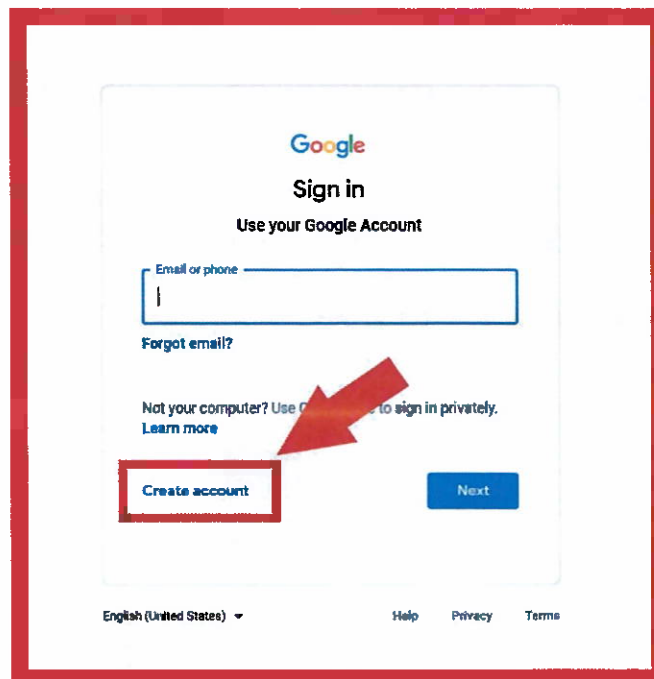 Google
Sign in
Use your Google Account
Email or phone
Forgot email?
Not your computer? Use to sign in privately.
Learn more
Create account
Next
English (United States)
Help Privacy Terms